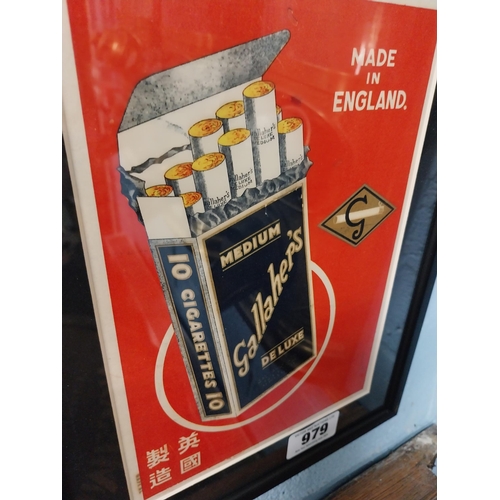 MADE
IN
ENGLAND.
G
MEDIUM
Gallaher's
DE LUXE
10 CIGARETTES 10
英國
製造
979